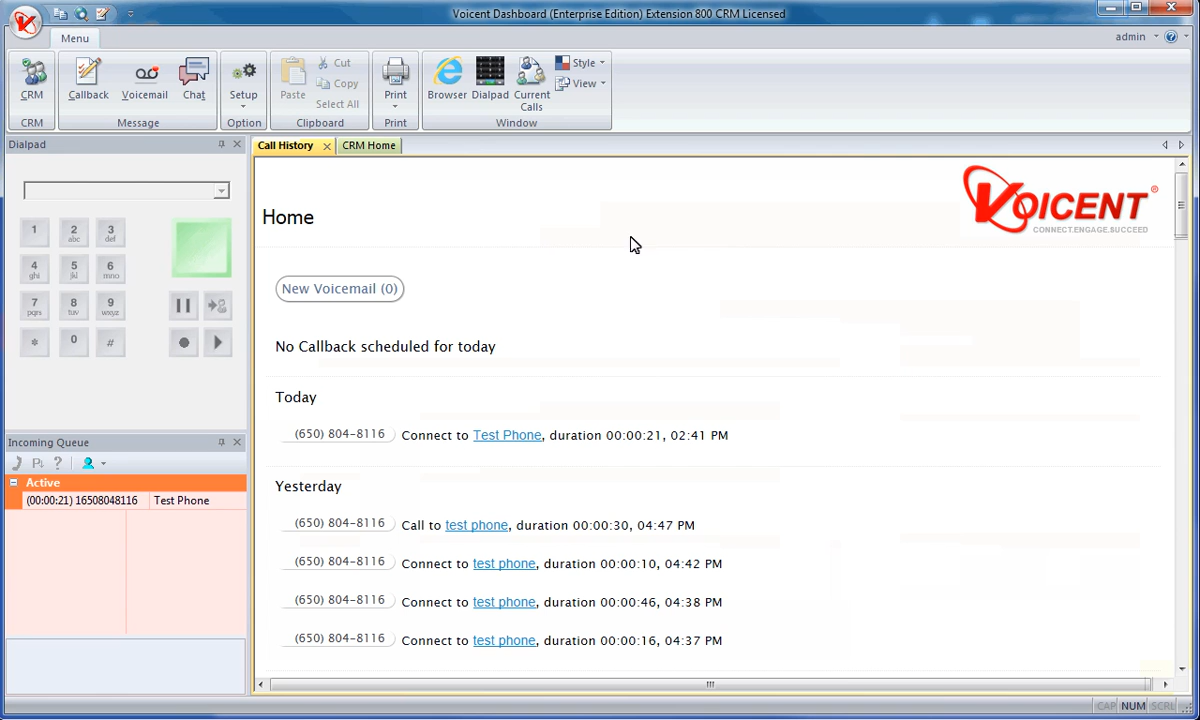 Voicent Dashboard (Enterprise Edition) Extension 800 CRM Licensed
Menu
admin
CRM
Callback
Voicemail
Chat
Setup
Paste
Cut
Copy
Select All
Print
Browser
Dialpad
Current Calls
Style
View
CRM
Message
Option
Clipboard
Print
Window
Dialpad
Call History
CRM Home
1
2 abc
3 def
4 ghi
5 jkl
6 mno
7 pqrs
8 tuv
9 wxyz
*
0
#
Home
VOICENT®
CONNECT.ENGAGE.SUCCEED
New Voicemail (0)
No Callback scheduled for today
Today
(650) 804-8116 Connect to Test Phone, duration 00:00:21, 02:41 PM
Yesterday
(650) 804-8116 Call to test phone, duration 00:00:30, 04:47 PM
(650) 804-8116 Connect to test phone, duration 00:00:10, 04:42 PM
(650) 804-8116 Connect to test phone, duration 00:00:46, 04:38 PM
(650) 804-8116 Connect to test phone, duration 00:00:16, 04:37 PM
Incoming Queue
Active
(00:00:21) 16508048116 Test Phone
CAP NUM SCRL